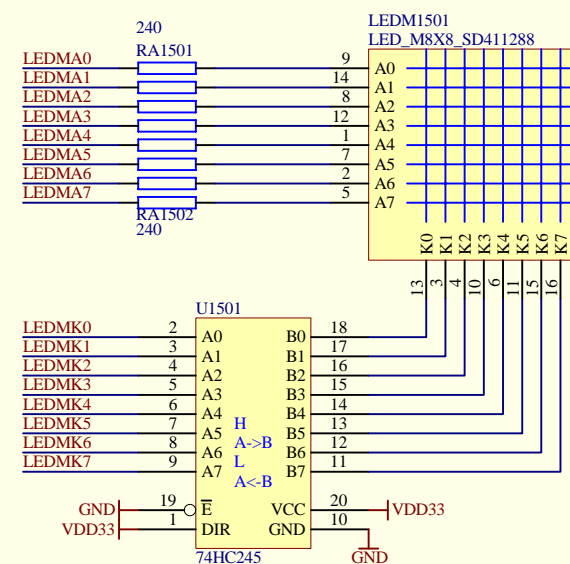 240
RA1501
LEDM1501
LED_M8X8_SD411288
LEDMA0 9 A0
LEDMA1 14 A1
LEDMA2 8 A2
LEDMA3 12 A3
LEDMA4 1 A4
LEDMA5 7 A5
LEDMA6 2 A6
LEDMA7 5 A7
RA1502
240
K0 K1 K2 K3 K4 K5 K6 K7
13 3 4 10 6 11 15 16
U1501
LEDMK0 2 A0 B0 18
LEDMK1 3 A1 B1 17
LEDMK2 4 A2 B2 16
LEDMK3 5 A3 B3 15
LEDMK4 6 A4 B4 14
LEDMK5 7 A5 H B5 13
LEDMK6 8 A6 A->B B6 12
LEDMK7 9 A7 L B7 11
A<-B
GND 19 E VCC 20 VDD33
VDD33 1 DIR GND 10
GND
74HC245